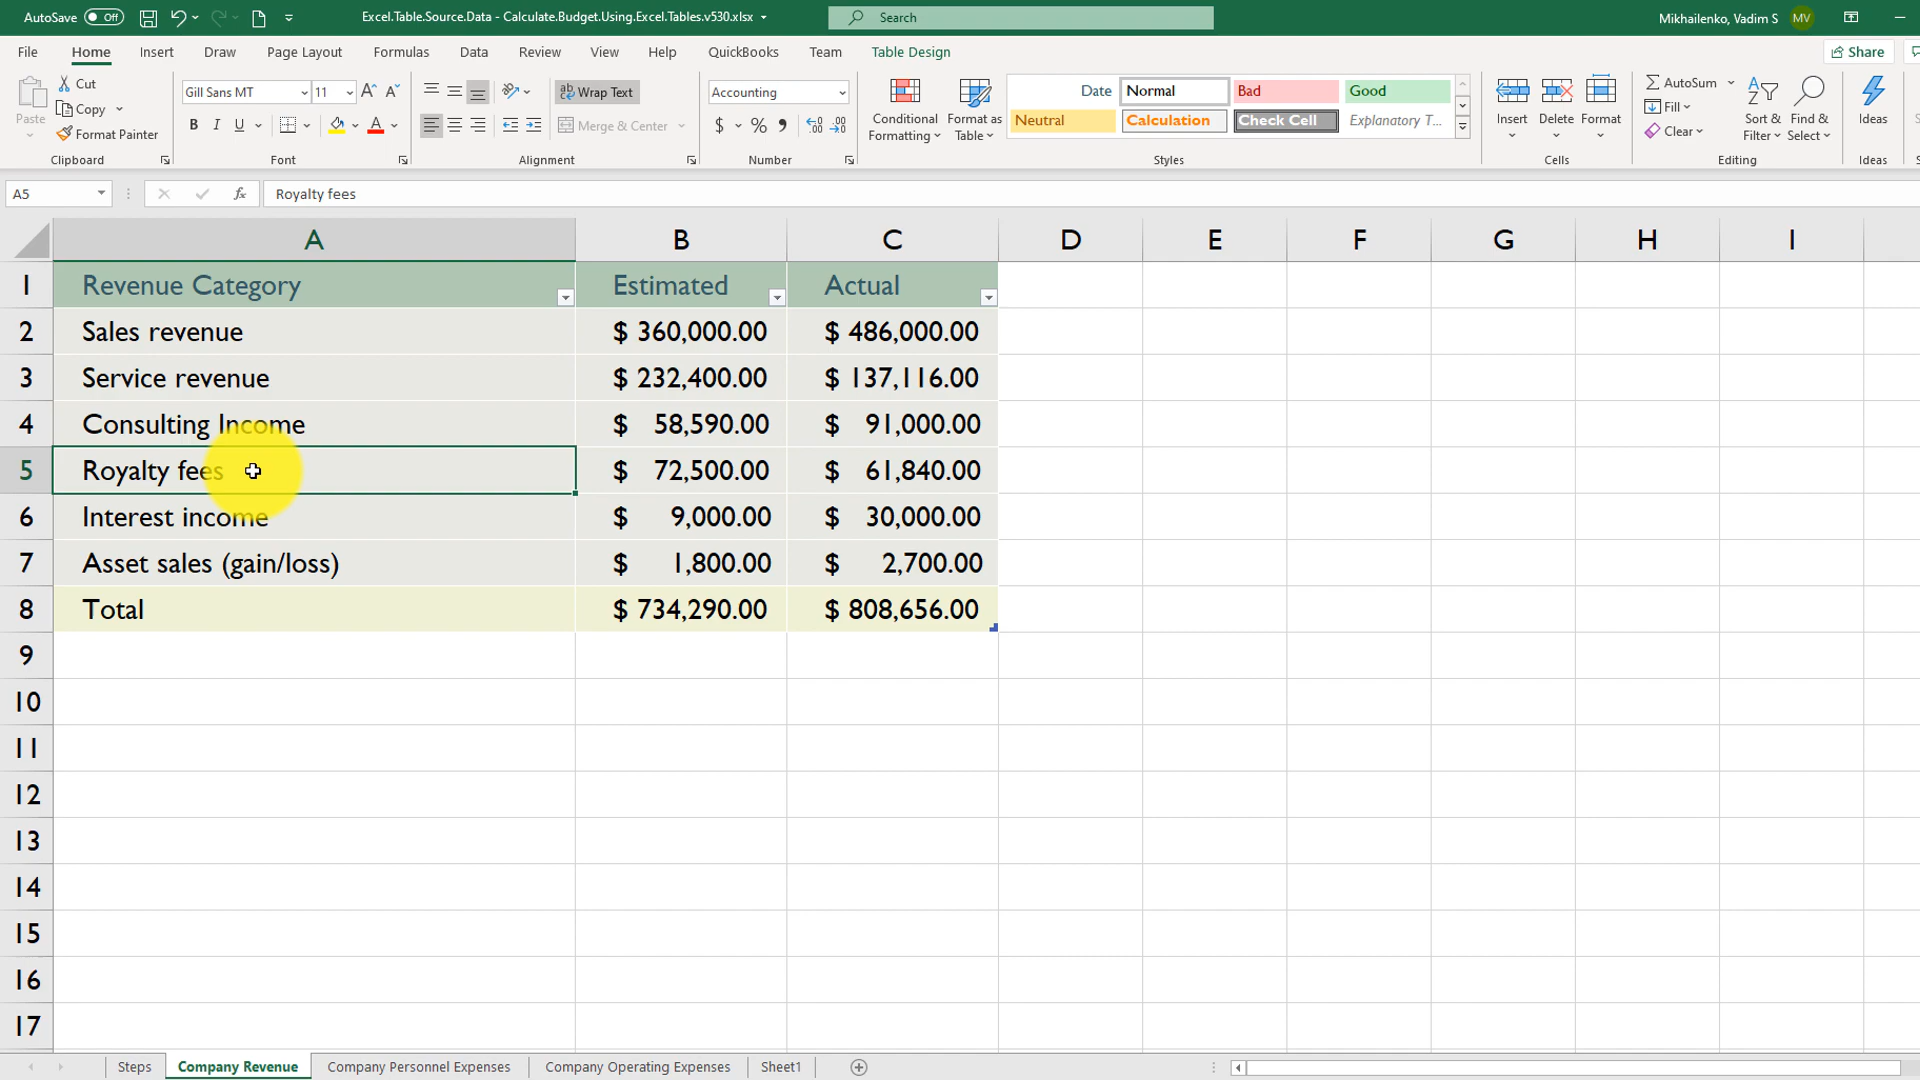 AutoSave Off Excel.Table.Source.Data - Calculate.Budget.Using.Excel.Tables.v530.xlsx Search Mikhailenko, Vadim S MV
File Home Insert Draw Page Layout Formulas Data Review View Help QuickBooks Team Table Design Share
Paste Cut Copy Format Painter Clipboard
Gill Sans MT 11 A A B I U A Font
ab Wrap Text Merge & Center Alignment
Accounting $ % Number
Conditional Formatting Format as Table
Date Normal Bad Good
Neutral Calculation Check Cell Explanatory T...
Styles
Insert Delete Format Cells
AutoSum Fill Clear Sort & Filter Find & Select Editing
Ideas Ideas
A5 fx Royalty fees
A B C D E F G H I
1 Revenue Category Estimated Actual
2 Sales revenue $ 360,000.00 $ 486,000.00
3 Service revenue $ 232,400.00 $ 137,116.00
4 Consulting Income $ 58,590.00 $ 91,000.00
5 Royalty fees $ 72,500.00 $ 61,840.00
6 Interest income $ 9,000.00 $ 30,000.00
7 Asset sales (gain/loss) $ 1,800.00 $ 2,700.00
8 Total $ 734,290.00 $ 808,656.00
9
10
11
12
13
14
15
16
17
Steps Company Revenue Company Personnel Expenses Company Operating Expenses Sheet1